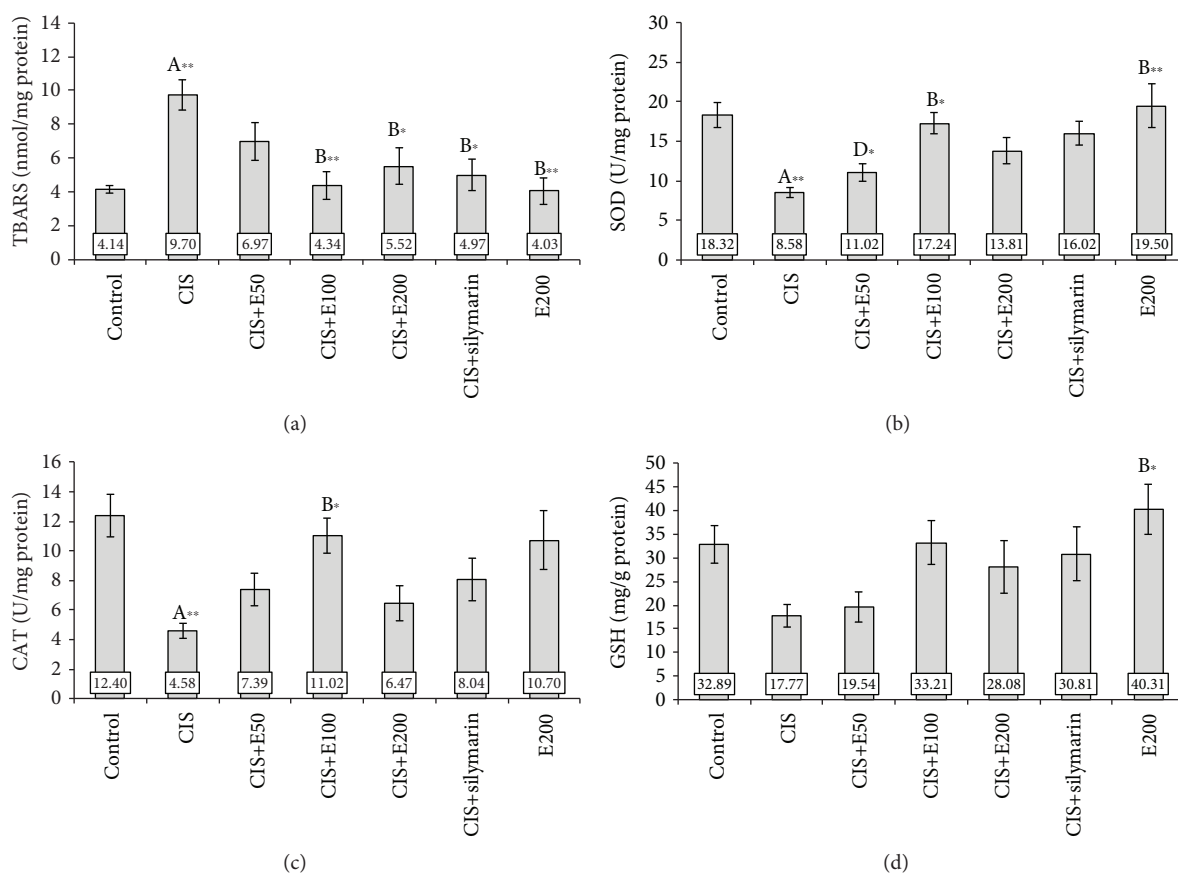 TBARS (nmol/mg protein)
14
12
10
8
6
4
2
0
A**
B**
B*
B*
B**
4.14
9.70
6.97
4.34
5.52
4.97
4.03
Control
CIS
CIS+E50
CIS+E100
CIS+E200
CIS+silymarin
E200
(a)
SOD (U/mg protein)
30
25
20
15
10
5
0
A**
D*
B*
B**
18.32
8.58
11.02
17.24
13.81
16.02
19.50
Control
CIS
CIS+E50
CIS+E100
CIS+E200
CIS+silymarin
E200
(b)
CAT (U/mg protein)
16
14
12
10
8
6
4
2
0
A**
B*
12.40
4.58
7.39
11.02
6.47
8.04
10.70
Control
CIS
CIS+E50
CIS+E100
CIS+E200
CIS+silymarin
E200
(c)
GSH (mg/g protein)
50
45
40
35
30
25
20
15
10
5
0
B*
32.89
17.77
19.54
33.21
28.08
30.81
40.31
Control
CIS
CIS+E50
CIS+E100
CIS+E200
CIS+silymarin
E200
(d)